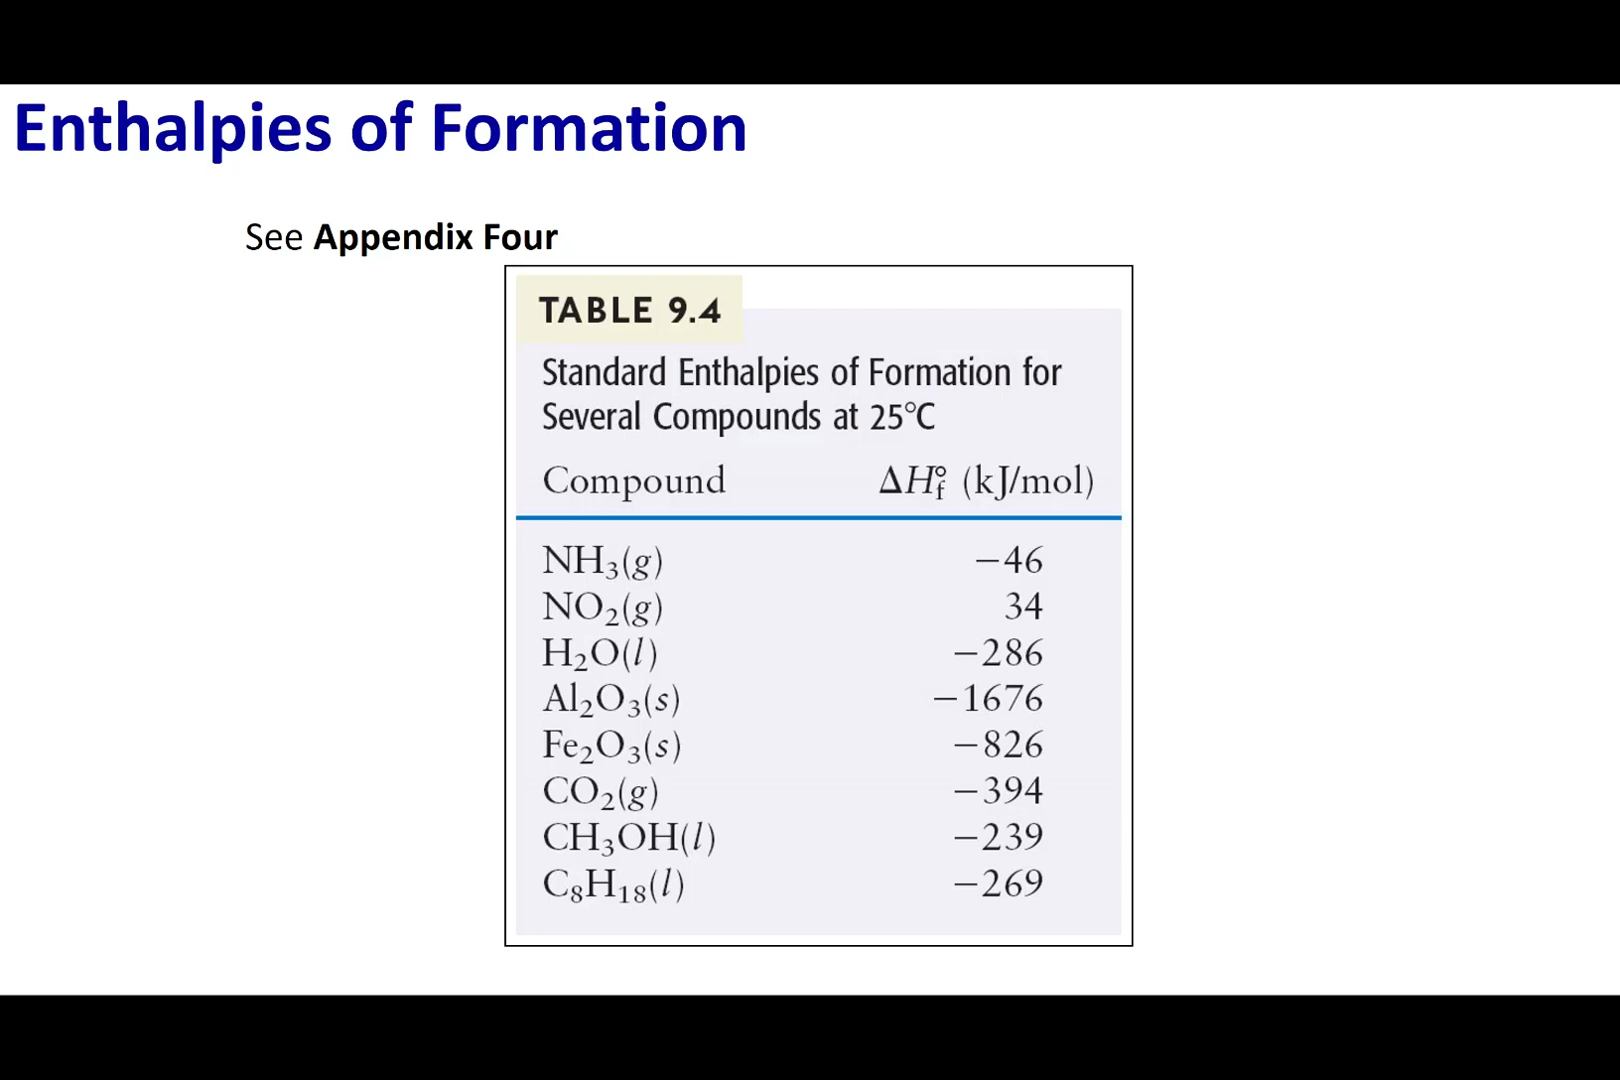 Enthalpies of Formation
See Appendix Four
TABLE 9.4
Standard Enthalpies of Formation for
Several Compounds at 25°C
Compound ΔH°f (kJ/mol)
NH₃(g) −46
NO₂(g) 34
H₂O(l) −286
Al₂O₃(s) −1676
Fe₂O₃(s) −826
CO₂(g) −394
CH₃OH(l) −239
C₈H₁₈(l) −269